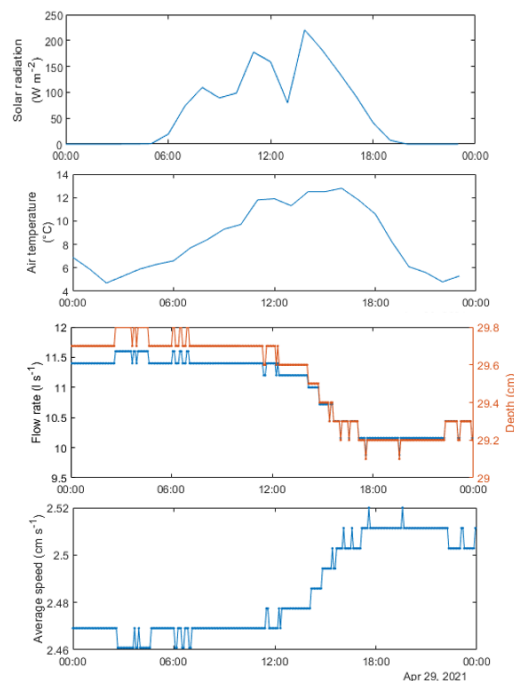 250
200
150
100
50
0
Solar radiation
(W m-2)
00:00 06:00 12:00 18:00 00:00
14
12
10
8
6
4
Air temperature
(°C)
00:00 06:00 12:00 18:00 00:00
12
11.5
11
10.5
10
9.5
Flow rate (l s-1)
29.8
29.6
29.4
29.2
29
Depth (cm)
00:00 06:00 12:00 18:00 00:00
2.52
2.5
2.48
2.46
Average speed (cm s-1)
00:00 06:00 12:00 18:00 00:00
Apr 29, 2021